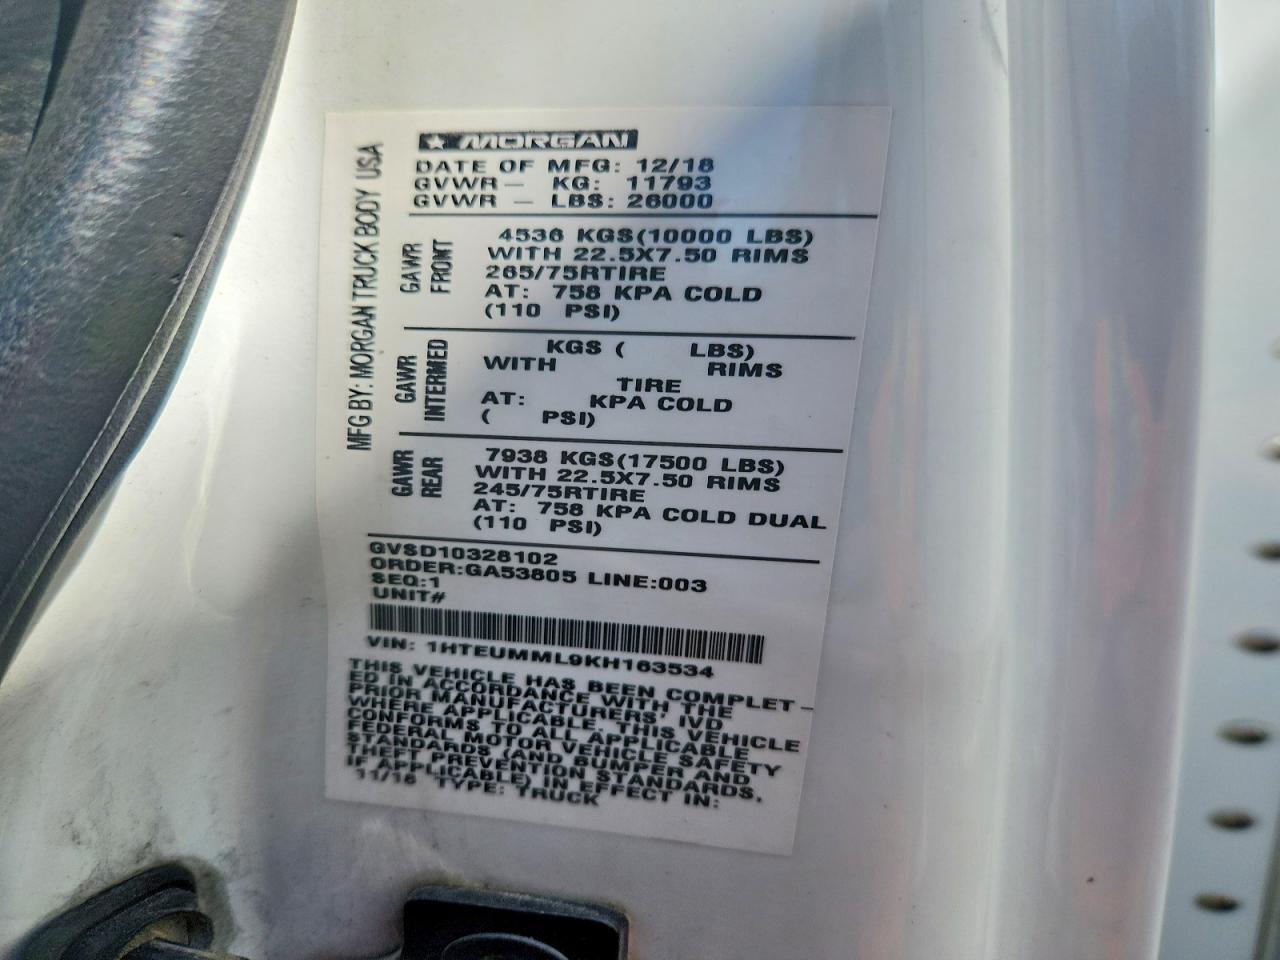 MORGAN
DATE OF MFG: 12/18
GVWR- KG: 11793
GVWR - LBS: 26000
MFG BY: MORGAN TRUCK BODY USA
GAWR FRONT
4536 KGS(10000 LBS)
WITH 22.5X7.50 RIMS
265/75RTIRE
AT: 758 KPA COLD
(110 PSI)
GAWR INTERMED
KGS ( LBS)
WITH RIMS
TIRE
AT: KPA COLD
( PSI)
GAWR REAR
7938 KGS(17500 LBS)
WITH 22.5X7.50 RIMS
245/75RTIRE
AT: 758 KPA COLD DUAL
(110 PSI)
GVSD10328102
ORDER:GA53805 LINE:003
SEQ:1
UNIT#
VIN: 1HTEUMML9KH163534
THIS VEHICLE HAS BEEN COMPLET-
ED IN ACCORDANCE WITH THE
PRIOR MANUFACTURERS' IVD
WHERE APPLICABLE. THIS VEHICLE
CONFORMS TO ALL APPLICABLE
FEDERAL MOTOR VEHICLE SAFETY
STANDARDS (AND BUMPER AND
THEFT PREVENTION STANDARDS,
IF APPLICABLE) IN EFFECT IN:
11/16 TYPE: TRUCK